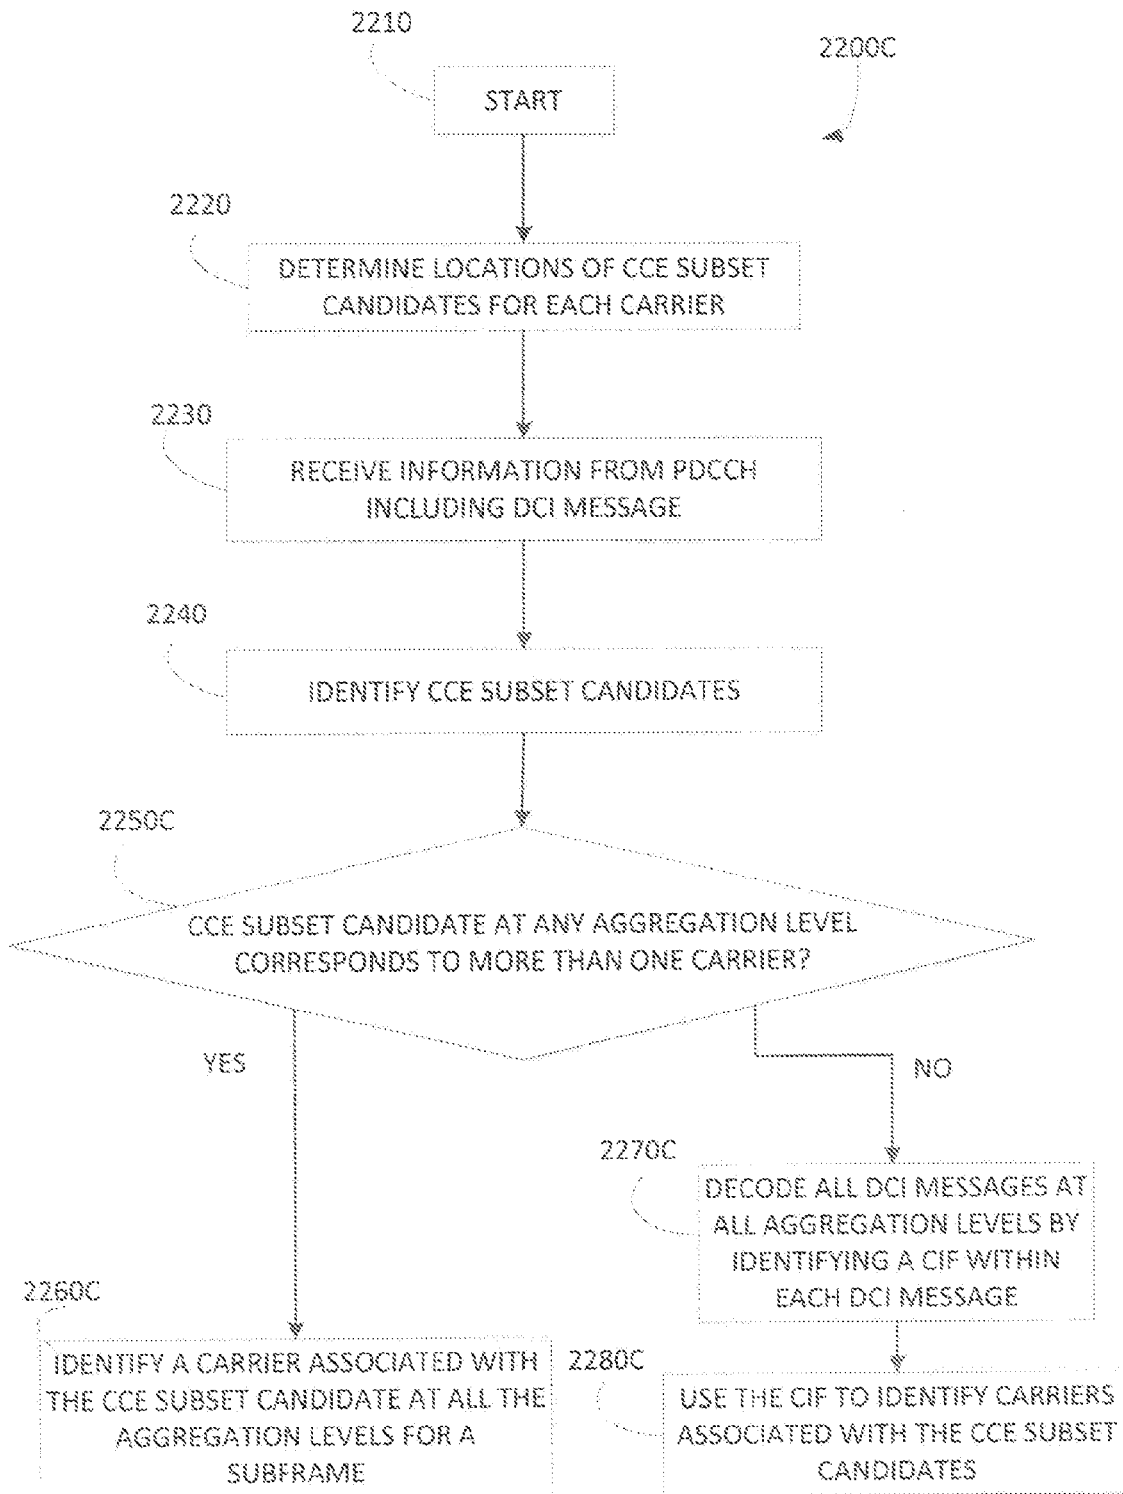 2210
2200C
START
2220
DETERMINE LOCATIONS OF CCE SUBSET
CANDIDATES FOR EACH CARRIER
2230
RECEIVE INFORMATION FROM PDCCH
INCLUDING DCI MESSAGE
2240
IDENTIFY CCE SUBSET CANDIDATES
2250C
CCE SUBSET CANDIDATE AT ANY AGGREGATION LEVEL
CORRESPONDS TO MORE THAN ONE CARRIER?
YES
NO
2270C
DECODE ALL DCI MESSAGES AT
ALL AGGREGATION LEVELS BY
IDENTIFYING A CIF WITHIN
EACH DCI MESSAGE
2260C
IDENTIFY A CARRIER ASSOCIATED WITH
THE CCE SUBSET CANDIDATE AT ALL THE
AGGREGATION LEVELS FOR A
SUBFRAME
2280C
USE THE CIF TO IDENTIFY CARRIERS
ASSOCIATED WITH THE CCE SUBSET
CANDIDATES